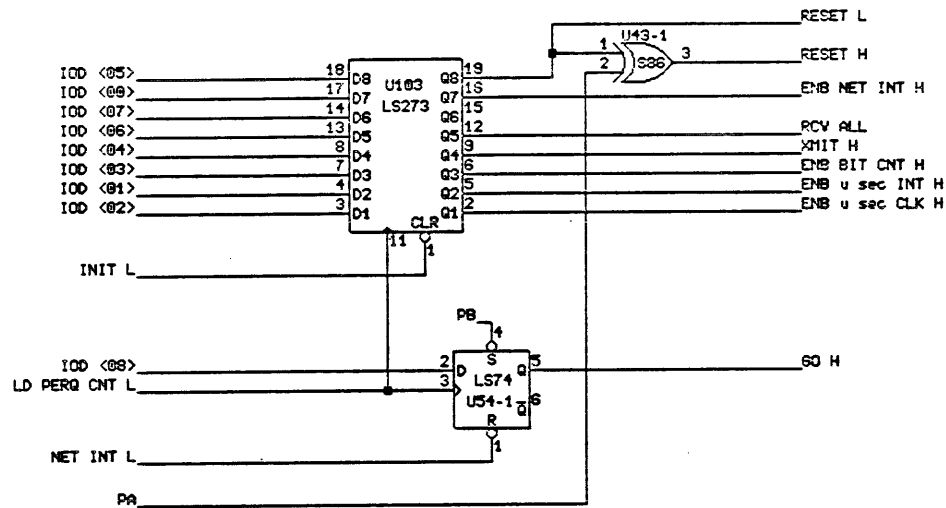 RESET L
U43-1
1
2
S86
3
RESET H
IOD <05>
18
D8
U103
LS273
Q8
19
IOD <00>
17
D7
Q7
16
ENB NET INT H
IOD <07>
14
D6
Q6
15
IOD <06>
13
D5
Q5
12
RCV ALL
IOD <04>
8
D4
Q4
9
XMIT H
IOD <03>
7
D3
Q3
6
ENB BIT CNT H
IOD <01>
4
D2
Q2
5
ENB u sec INT H
IOD <02>
3
D1
Q1
2
ENB u sec CLK H
CLR
11
1
INIT L
PB
4
IOD <08>
2
D
S
Q
5
GO H
LD PERQ CNT L
3
LS74
U54-1
Q
6
R
1
NET INT L
PA